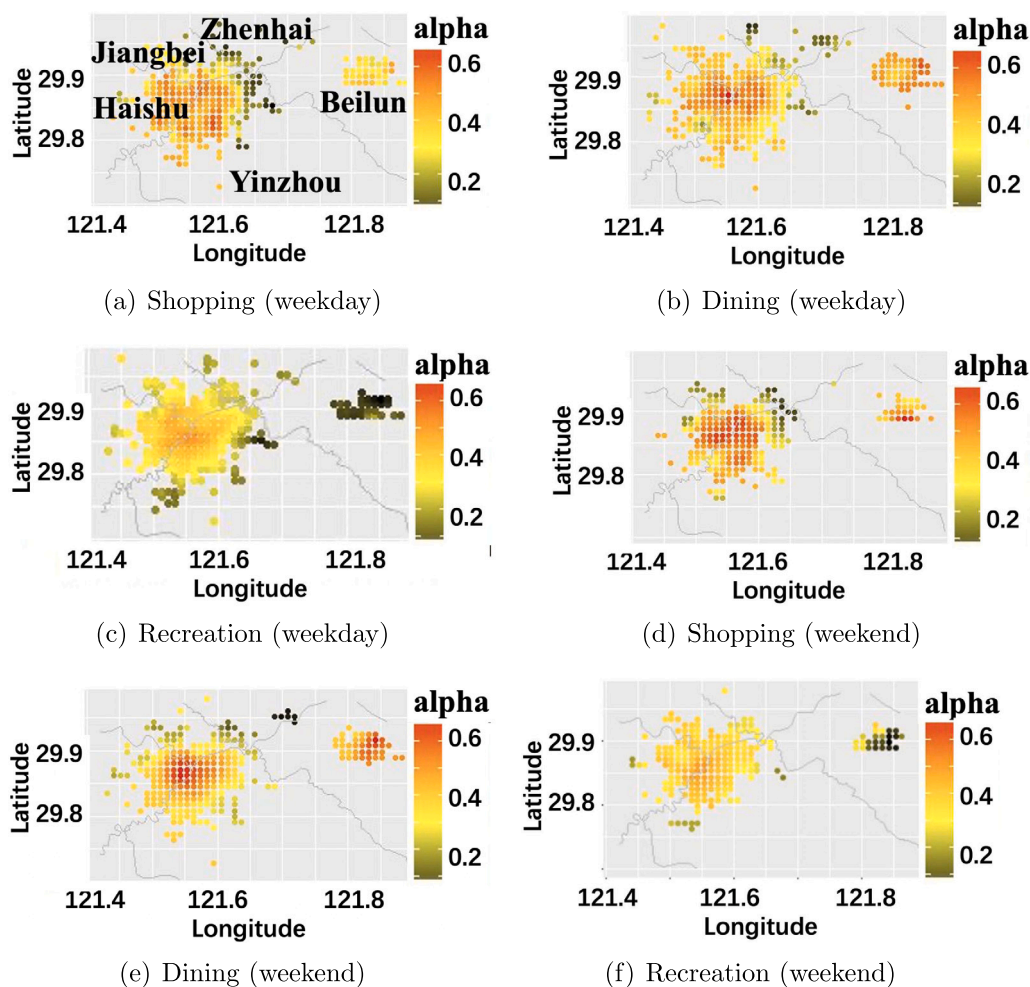 Zhenhai
alpha
alpha
Jiangbei
0.6
0.6
29.9
29.9
Haishu
Beilun
0.4
0.4
Latitude
Latitude
29.8
29.8
Yinzhou
0.2
0.2
121.4 121.6 121.8
121.4 121.6 121.8
Longitude
Longitude
(a) Shopping (weekday)
(b) Dining (weekday)
alpha
alpha
0.6
0.6
29.9
29.9
Latitude
Latitude
0.4
0.4
29.8
29.8
0.2
0.2
121.4 121.6 121.8
121.4 121.6 121.8
Longitude
Longitude
(c) Recreation (weekday)
(d) Shopping (weekend)
alpha
alpha
0.6
0.6
29.9
29.9
Latitude
Latitude
0.4
0.4
29.8
29.8
0.2
0.2
121.4 121.6 121.8
121.4 121.6 121.8
Longitude
Longitude
(e) Dining (weekend)
(f) Recreation (weekend)